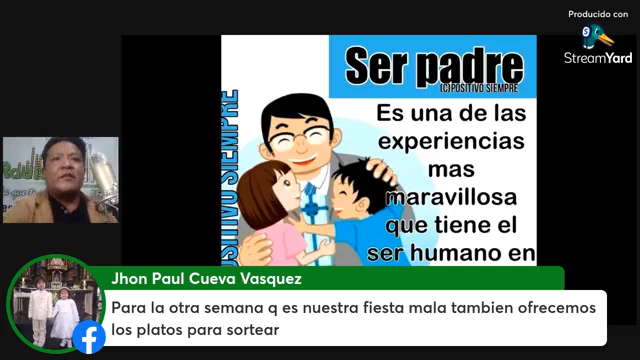 Producido con
StreamYard
Ser padre
(C)POSITIVO SIEMPRE
POSITIVO SIEMPRE
Es una de las
experiencias
mas
maravillosa
que tiene el
ser humano en
Jhon Paul Cueva Vasquez
Para la otra semana q es nuestra fiesta mala tambien ofrecemos
los platos para sortear